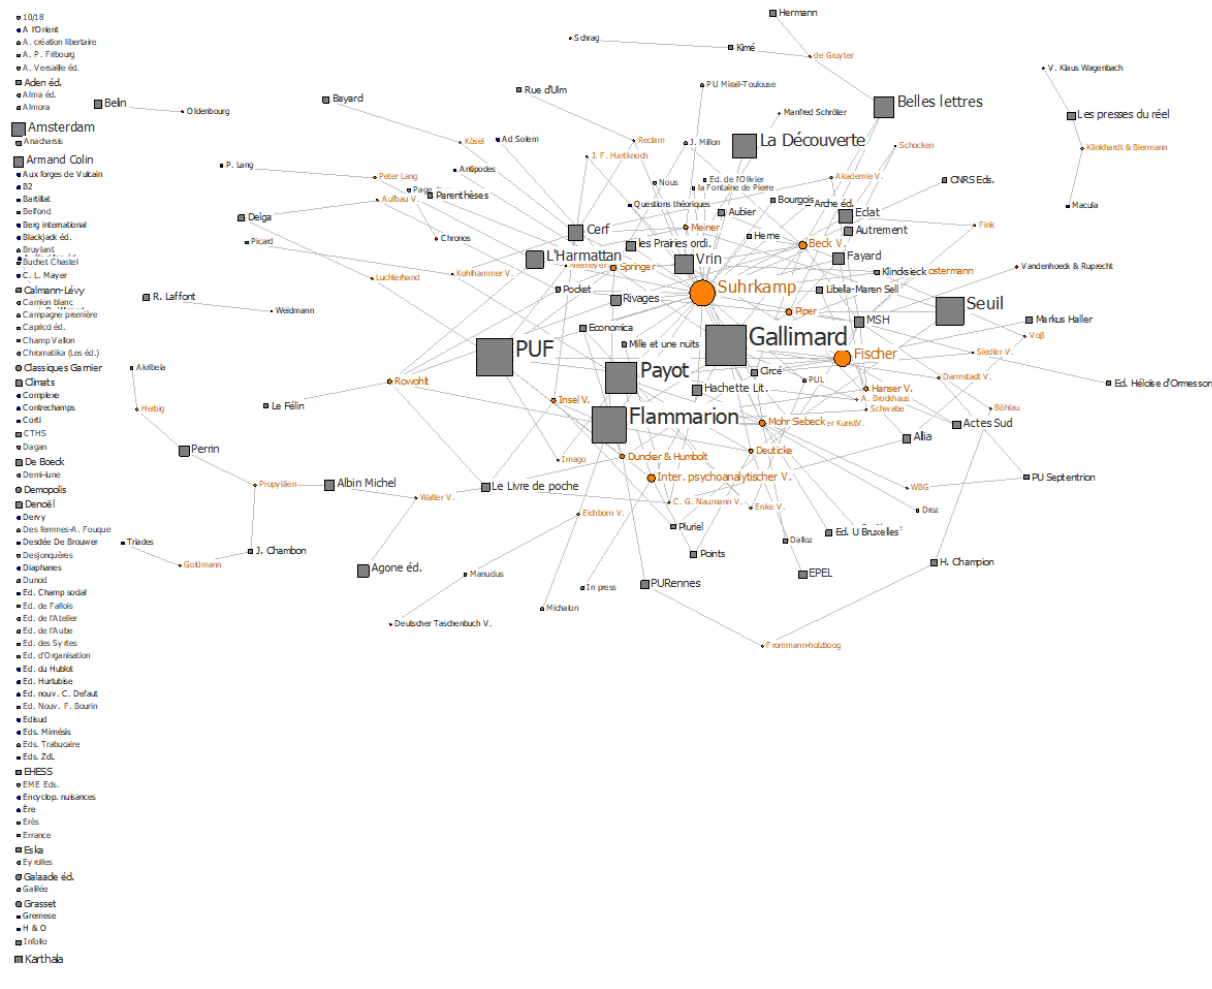 10/18
A l'Orient
A. création libertaire
A. P. Fribourg
A. Versaille éd.
Aden éd.
Alma éd.
Almora
Amsterdam
Anacharsis
Armand Colin
Aux forges de Vulcain
B2
Bartillat
Belfond
Berg international
Blackjack éd.
Bruylant
Buchet Chastel
C. L. Mayer
Calmann-Lévy
Camion blanc
Campagne première
Capricci éd.
Champ Vallon
Chromatika (Les éd.)
Classiques Garnier
Climats
Complexe
Contrechamps
Corti
CTHS
Dagan
De Boeck
Demi-lune
Demopolis
Denoël
Dervy
Des femmes-A. Fouque
Desdée De Brouwer
Desjonquères
Diaphanes
Dunod
Ed. Champ social
Ed. de Fallois
Ed. de l'Atelier
Ed. de l'Aube
Ed. des Syrtes
Ed. d'Organisation
Ed. du Hublot
Ed. Hurtubise
Ed. nouv. C. Defaut
Ed. Nouv. F. Bourin
Edisud
Eds. Mimésis
Eds. Trabucaire
Eds. ZdL
EHESS
EME Eds.
Encyclop. nuisances
Ère
Erès
Errance
Eska
Eyrolles
Galaade éd.
Galilée
Grasset
Gremese
H & O
Infolio
Karthala
Hermann
Schrag
Kimé
de Gruyter
V. Klaus Wagenbach
PU Mirail-Toulouse
Rue d'Ulm
Bayard
Belin
Oldenbourg
Belles lettres
Manfred Schröter
Les presses du réel
La Découverte
Ad Solem
Reclam
J. Millon
Kösel
Schocken
Klinkhardt & Biermann
J. F. Hartknoch
P. Lang
Antipodes
Peter Lang
Nous
Ed. de l'Olivier
la Fontaine de Pierre
Akademie V.
CNRS Eds.
Page
Parenthèses
Aufbau V.
Questions théoriques
Bourgois
Arche éd.
Macula
Delga
Aubier
Eclat
Cerf
Meiner
Autrement
Fink
Picard
Chronos
les Prairies ordi.
Herne
Beck V.
L'Harmattan
Niemeyer
Springer
Vrin
Fayard
Vandenhoeck & Ruprecht
Luchterhand
Kohlhammer V.
Klincksieck
ostermann
Pocket
Suhrkamp
Libella-Maren Sell
R. Laffont
Rivages
Weidmann
Piper
Seuil
MSH
Markus Haller
Economica
Voß
Gallimard
PUF
Mille et une nuits
Fischer
Siedler V.
Akribeia
Payot
Circé
Rowohlt
PUL
Darmstadt V.
Ed. Héloïse d'Ormesson
Hachette Lit.
Hanser V.
A. Brockhaus
Insel V.
Le Félin
Herbig
Schwabe
Böhlau
Flammarion
Mohr Siebeck
er KunstV.
Actes Sud
Allia
Perrin
Imago
Duncker & Humbolt
Deuticke
Inter. psychoanalytischer V.
PU Septentrion
Propyläen
Albin Michel
Le Livre de poche
WBG
Walter V.
C. G. Naumann V.
Enke V.
Droz
Eichborn V.
Pluriel
Ed. U Bruxelles
Triades
Dalloz
J. Chambon
Points
Goldmann
Agone éd.
Manucius
EPEL
H. Champion
In press
PURennes
Michalon
Deutscher Taschenbuch V.
Frommann-holzboog